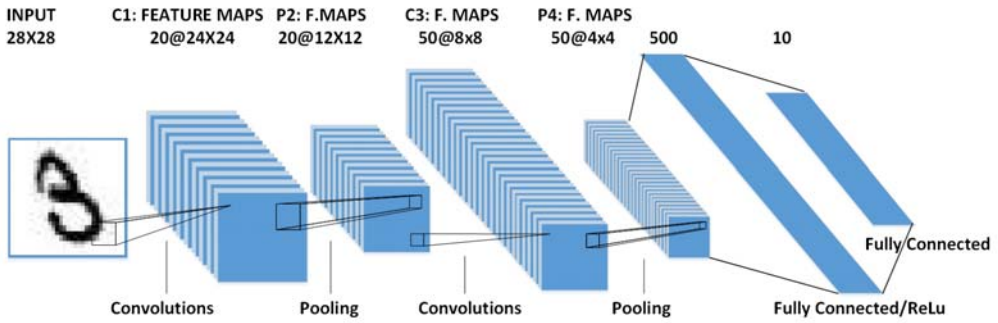 INPUT C1: FEATURE MAPS P2: F.MAPS C3: F. MAPS P4: F. MAPS
28X28 20@24X24 20@12X12 50@8x8 50@4x4 500 10
Fully Connected
Convolutions Pooling Convolutions Pooling Fully Connected/ReLu